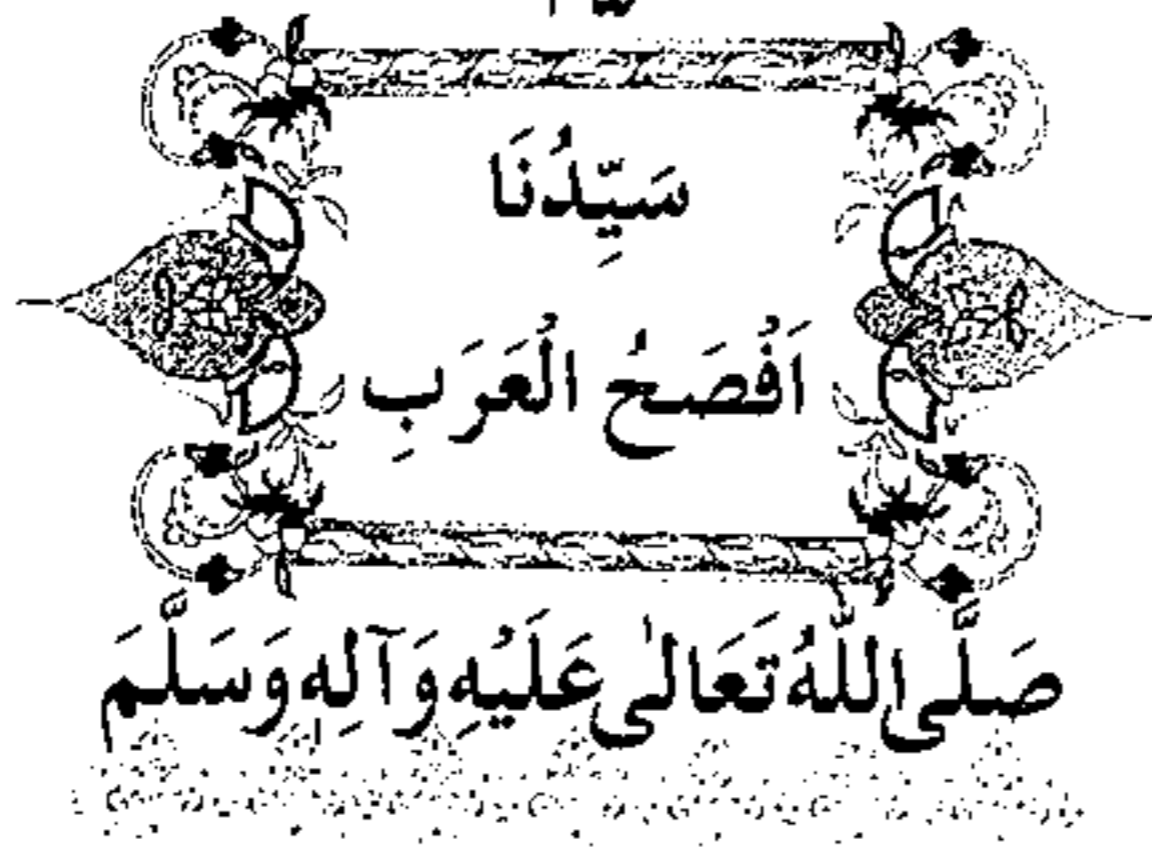 سَيِّدُنَا
اَفْصَحُ الْعَرَبِ
صَلَّى اللّٰهُ تَعَالٰى عَلَيْهِ وَآلِهِ وَسَلَّمَ